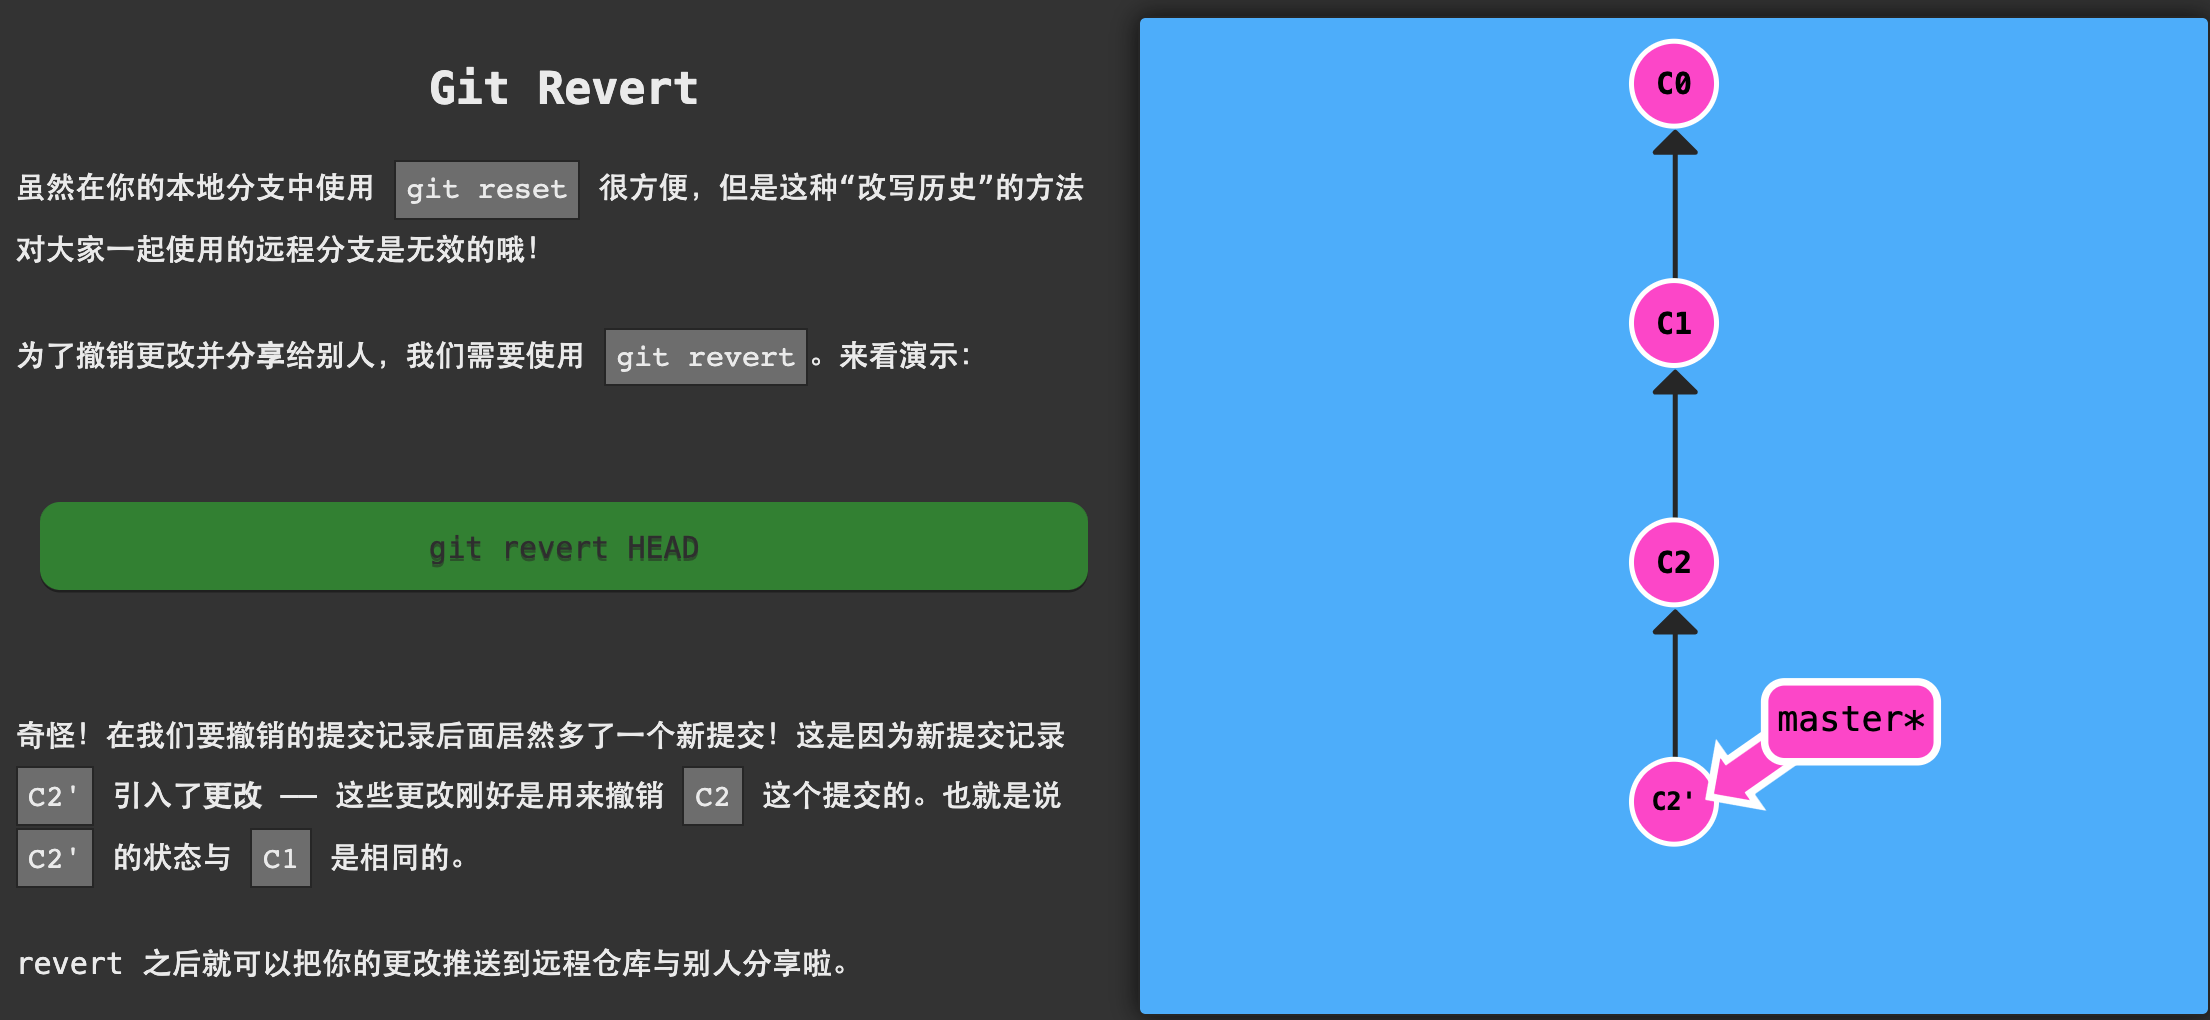 Git Revert
虽然在你的本地分支中使用 git reset 很方便，但是这种“改写历史”的方法
对大家一起使用的远程分支是无效的哦！
为了撤销更改并分享给别人，我们需要使用 git revert。来看演示：
git revert HEAD
奇怪！在我们要撤销的提交记录后面居然多了一个新提交！这是因为新提交记录
C2' 引入了更改 —— 这些更改刚好是用来撤销 C2 这个提交的。也就是说
C2' 的状态与 C1 是相同的。
revert 之后就可以把你的更改推送到远程仓库与别人分享啦。
C0
C1
C2
master*
C2'